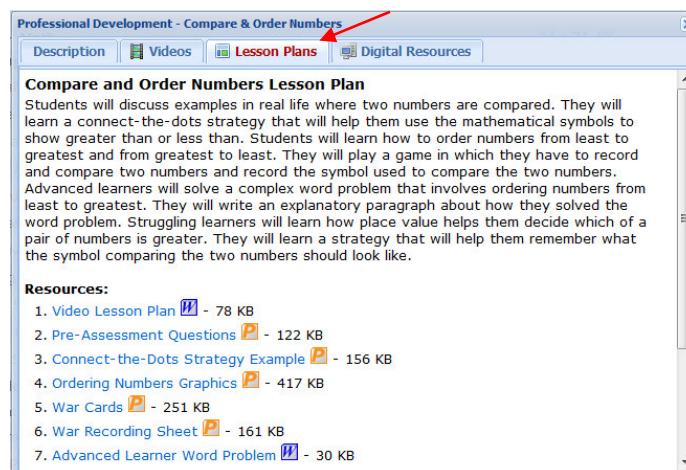 Professional Development - Compare & Order Numbers
Description Videos Lesson Plans Digital Resources
Compare and Order Numbers Lesson Plan
Students will discuss examples in real life where two numbers are compared. They will
learn a connect-the-dots strategy that will help them use the mathematical symbols to
show greater than or less than. Students will learn how to order numbers from least to
greatest and from greatest to least. They will play a game in which they have to record
and compare two numbers and record the symbol used to compare the two numbers.
Advanced learners will solve a complex word problem that involves ordering numbers from
least to greatest. They will write an explanatory paragraph about how they solved the
word problem. Struggling learners will learn how place value helps them decide which of a
pair of numbers is greater. They will learn a strategy that will help them remember what
the symbol comparing the two numbers should look like.
Resources:
1. Video Lesson Plan W - 78 KB
2. Pre-Assessment Questions P - 122 KB
3. Connect-the-Dots Strategy Example P - 156 KB
4. Ordering Numbers Graphics P - 417 KB
5. War Cards P - 251 KB
6. War Recording Sheet P - 161 KB
7. Advanced Learner Word Problem W - 30 KB